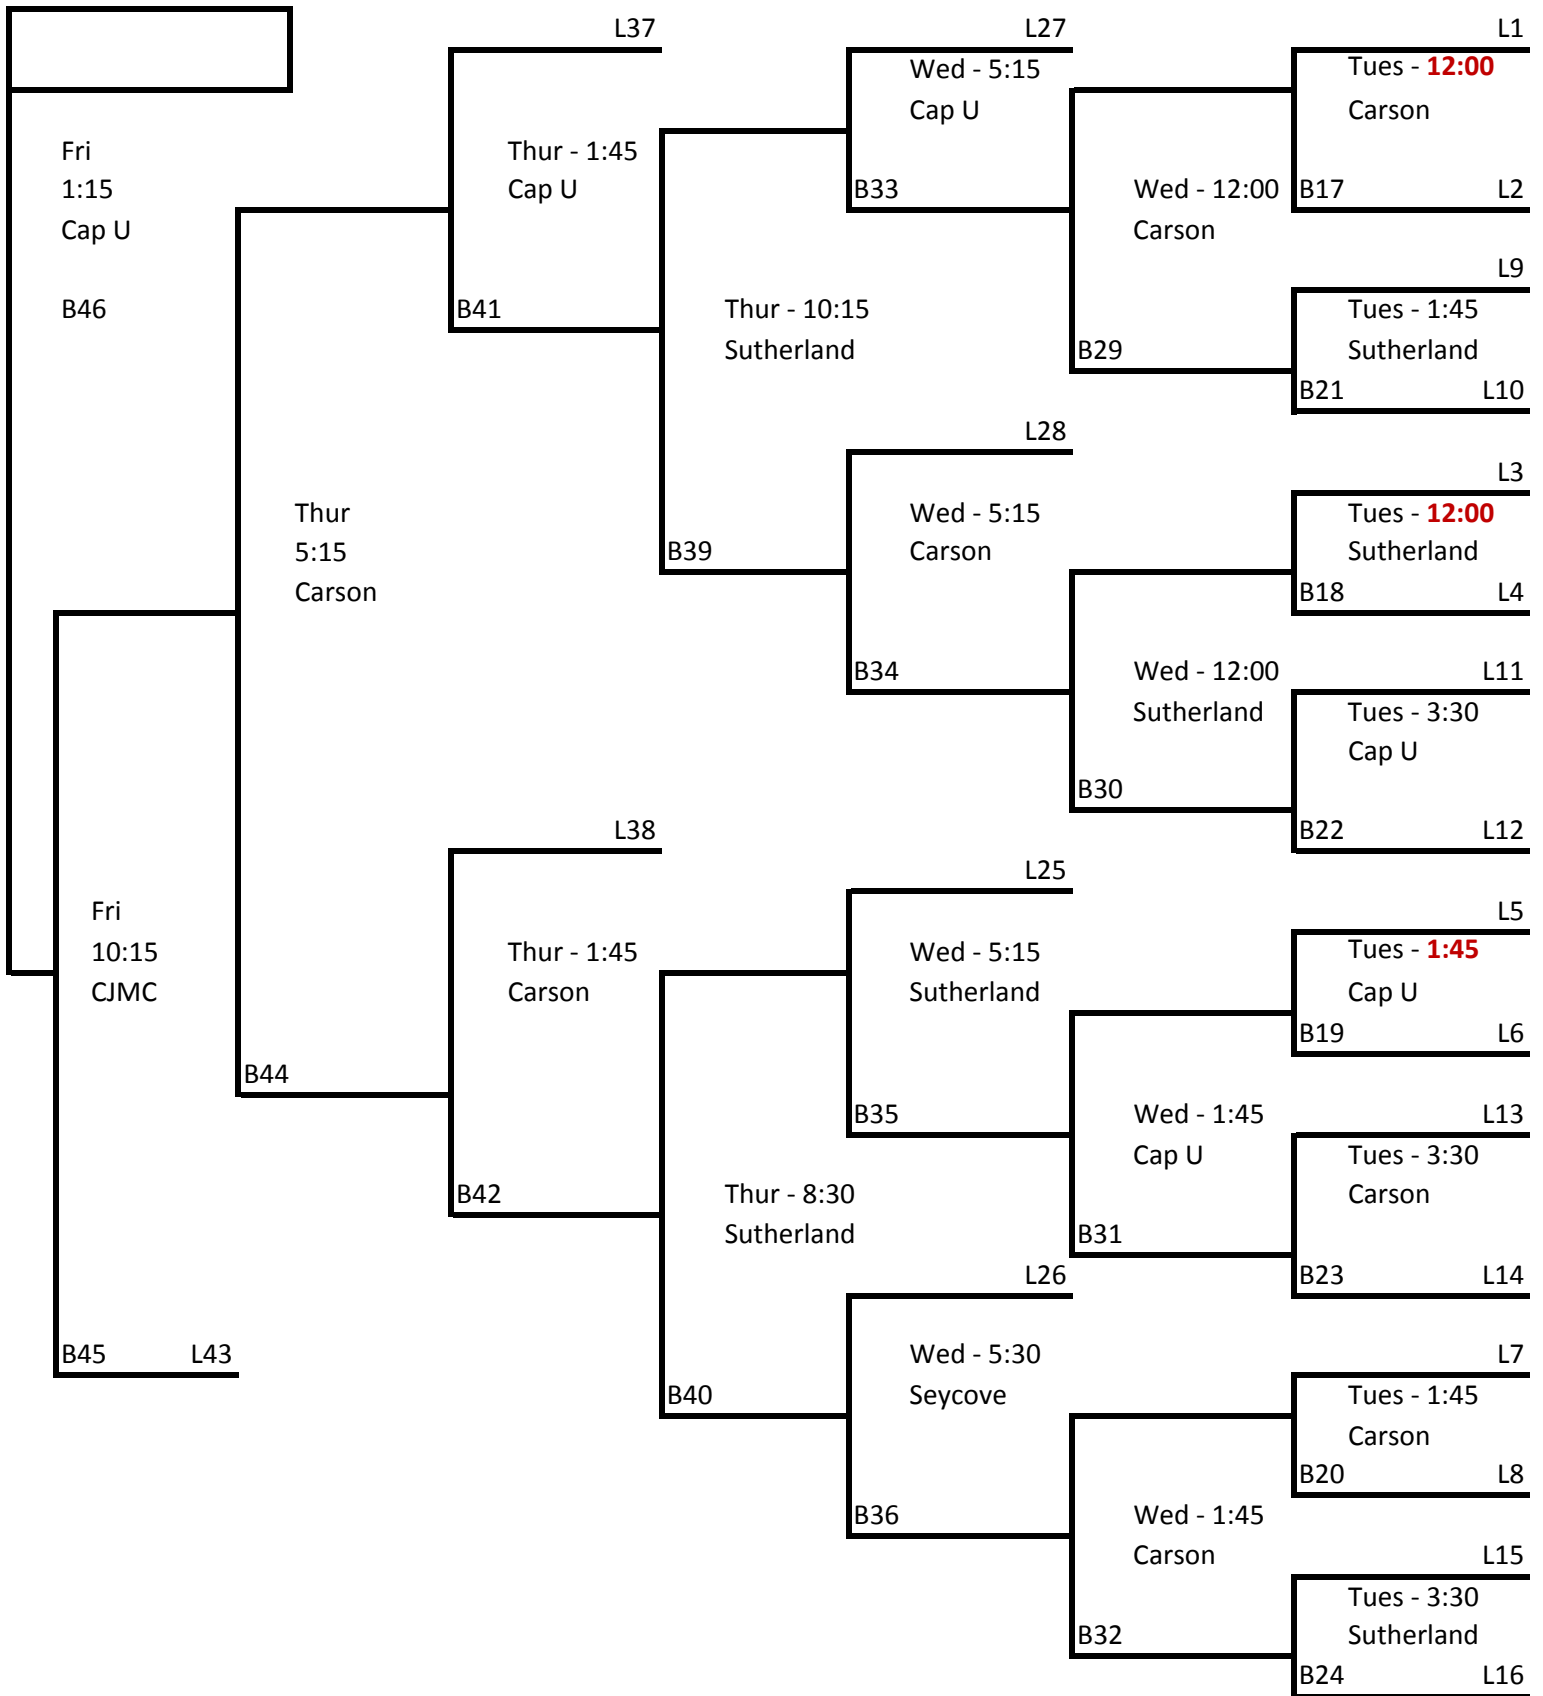 L37
L27
L1
Wed - 5:15
Cap U
Tues - 12:00
Carson
Fri
1:15
Cap U
B46
Thur - 1:45
Cap U
B33
Wed - 12:00
Carson
B17
L2
L9
B41
Thur - 10:15
Sutherland
B29
Tues - 1:45
Sutherland
B21
L10
L28
L3
Thur
5:15
Carson
Wed - 5:15
Carson
B39
Tues - 12:00
Sutherland
B18
L4
B34
Wed - 12:00
Sutherland
L11
Tues - 3:30
Cap U
B30
L38
B22
L12
L25
Fri
10:15
CJMC
Thur - 1:45
Carson
Wed - 5:15
Sutherland
L5
Tues - 1:45
Cap U
B19
L6
B44
B35
Wed - 1:45
Cap U
L13
Tues - 3:30
Carson
B42
Thur - 8:30
Sutherland
B31
L26
B23
L14
B45
L43
Wed - 5:30
Seycove
L7
B40
Tues - 1:45
Carson
B20
L8
B36
Wed - 1:45
Carson
L15
Tues - 3:30
Sutherland
B32
B24
L16